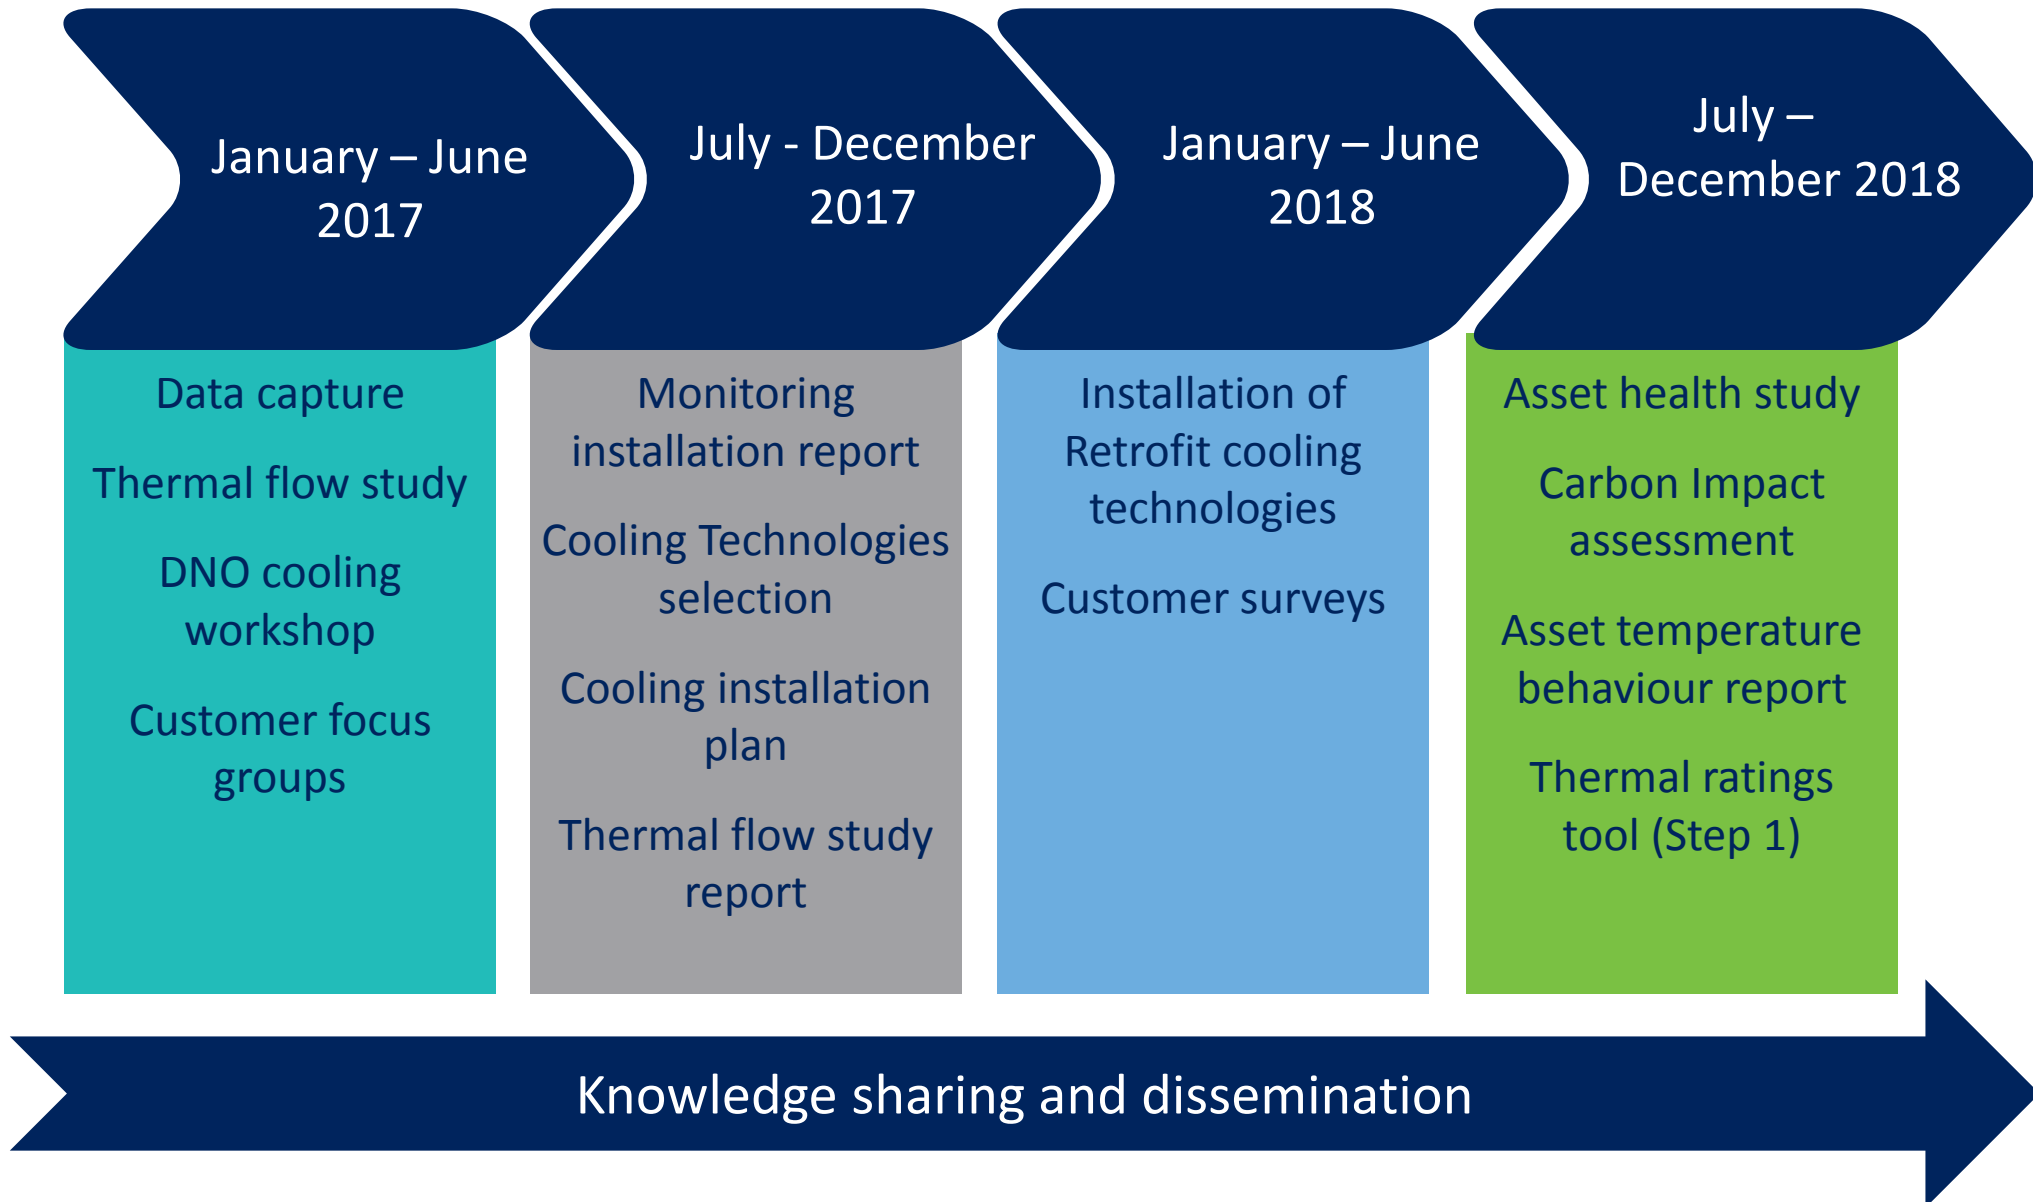 January – June
2017
July - December
2017
January – June
2018
July –
December 2018
Data capture
Thermal flow study
DNO cooling
workshop
Customer focus
groups
Monitoring
installation report
Cooling Technologies
selection
Cooling installation
plan
Thermal flow study
report
Installation of
Retrofit cooling
technologies
Customer surveys
Asset health study
Carbon Impact
assessment
Asset temperature
behaviour report
Thermal ratings
tool (Step 1)
Knowledge sharing and dissemination